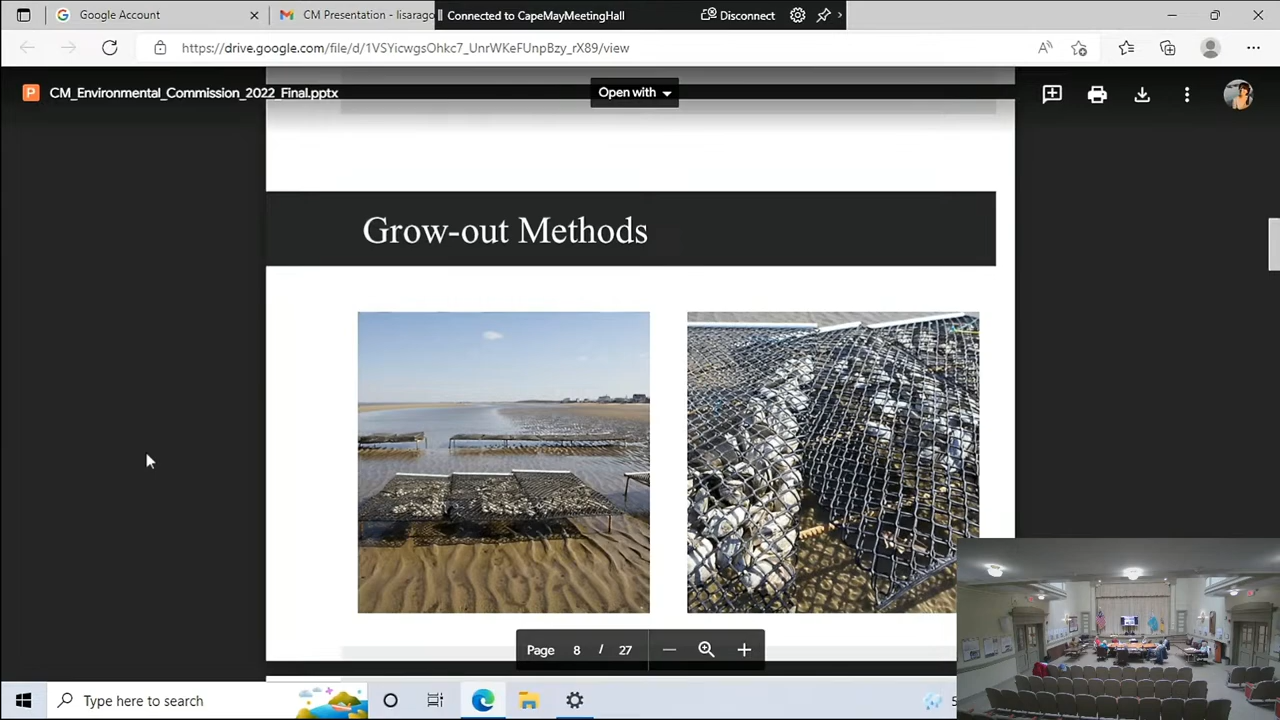 Google Account
CM Presentation - lisarago
Connected to CapeMayMeetingHall
Disconnect
https://drive.google.com/file/d/1VSYicwgsOhkc7_UnrWKeFUnpBzy_rX89/view
P
CM_Environmental_Commission_2022_Final.pptx
Open with
Grow-out Methods
Page 8 / 27
Type here to search
5